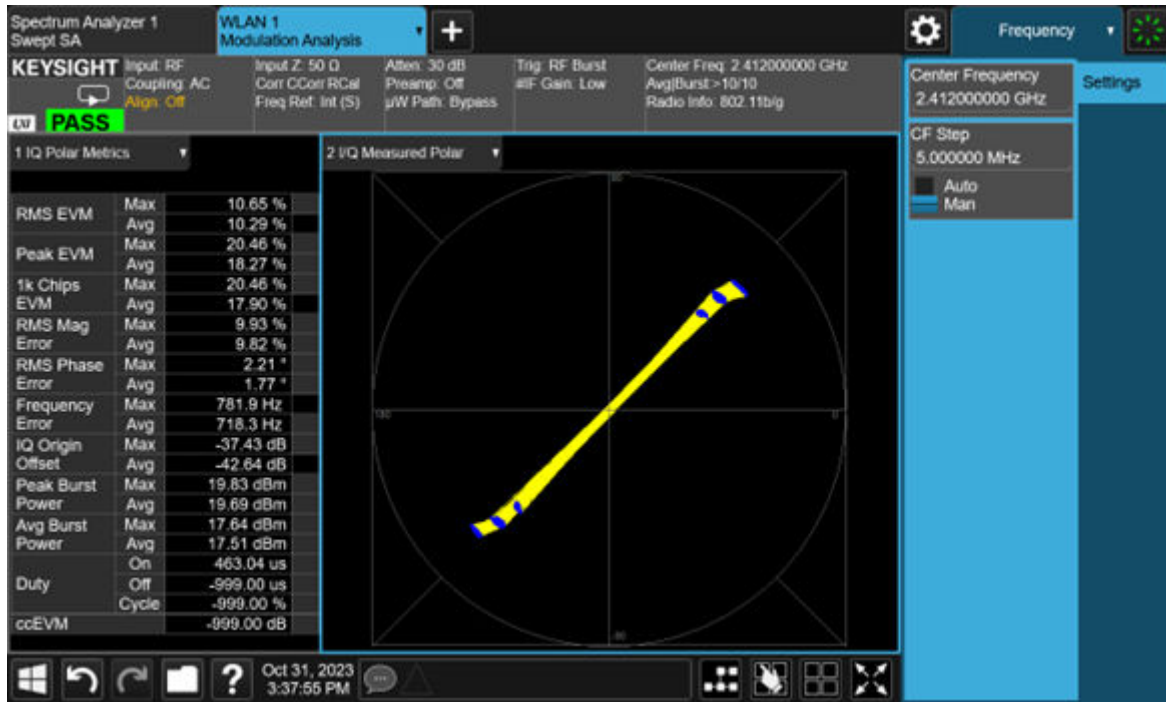 Spectrum Analyzer 1
Swept SA
WLAN 1
Modulation Analysis
+
Frequency
KEYSIGHT
Input: RF
Coupling: AC
Align: Off
Input Z: 50 Ω
Corr CCorr RCal
Freq Ref: Int (S)
Atten: 30 dB
Preamp: Off
µW Path: Bypass
Trig: RF Burst
#IF Gain: Low
Center Freq: 2.412000000 GHz
Avg|Burst:>10/10
Radio Info: 802.11b/g
LXI PASS
Center Frequency
2.412000000 GHz
Settings
CF Step
5.000000 MHz
Auto
Man
1 IQ Polar Metrics
2 I/Q Measured Polar
RMS EVM Max 10.65 %
Avg 10.29 %
Peak EVM Max 20.46 %
Avg 18.27 %
1k Chips Max 20.46 %
EVM Avg 17.90 %
RMS Mag Max 9.93 %
Error Avg 9.82 %
RMS Phase Max 2.21 °
Error Avg 1.77 °
Frequency Max 781.9 Hz
Error Avg 718.3 Hz
IQ Origin Max -37.43 dB
Offset Avg -42.64 dB
Peak Burst Max 19.83 dBm
Power Avg 19.69 dBm
Avg Burst Max 17.64 dBm
Power Avg 17.51 dBm
On 463.04 us
Duty Off -999.00 us
Cycle -999.00 %
ccEVM -999.00 dB
90
180
0
-90
?
Oct 31, 2023
3:37:55 PM